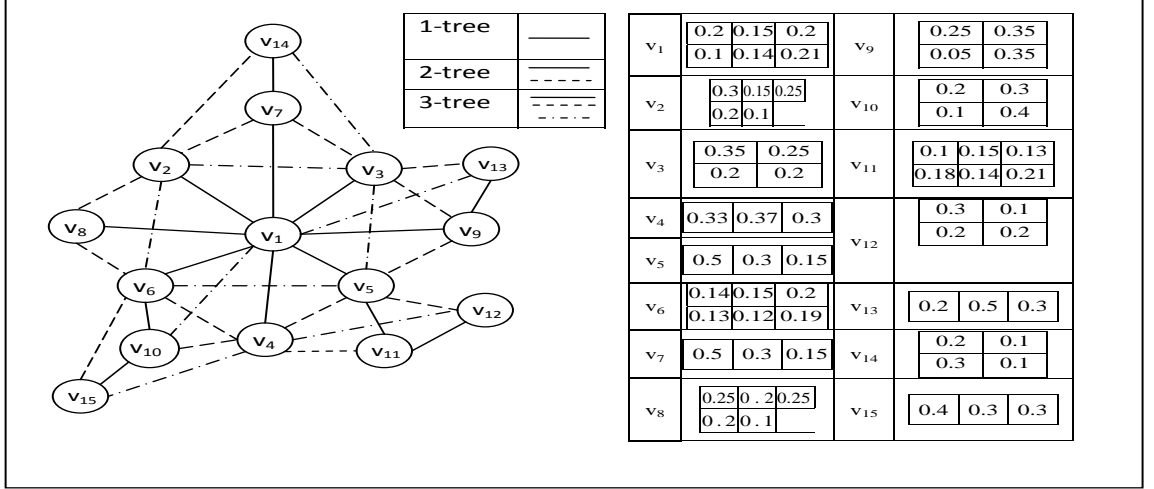 v14
v7
v2
v3
v13
v8
v1
v9
v6
v5
v12
v10
v4
v11
v15
1-tree
2-tree
3-tree
v1 0.2 0.15 0.2 v9 0.25 0.35
0.1 0.14 0.21 0.05 0.35
v2 0.3 0.15 0.25 v10 0.2 0.3
0.2 0.1 0.1 0.4
v3 0.35 0.25 v11 0.1 0.15 0.13
0.2 0.2 0.18 0.14 0.21
v4 0.33 0.37 0.3 v12 0.3 0.1
0.2 0.2
v5 0.5 0.3 0.15
v6 0.14 0.15 0.2 v13 0.2 0.5 0.3
0.13 0.12 0.19
v7 0.5 0.3 0.15 v14 0.2 0.1
0.3 0.1
v8 0.25 0.2 0.25 v15 0.4 0.3 0.3
0.2 0.1